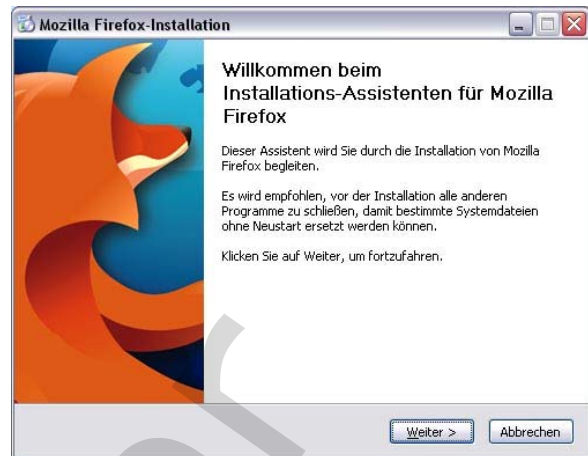 Mozilla Firefox-Installation
Willkommen beim
Installations-Assistenten für Mozilla
Firefox
Dieser Assistent wird Sie durch die Installation von Mozilla
Firefox begleiten.
Es wird empfohlen, vor der Installation alle anderen
Programme zu schließen, damit bestimmte Systemdateien
ohne Neustart ersetzt werden können.
Klicken Sie auf Weiter, um fortzufahren.
Weiter >
Abbrechen